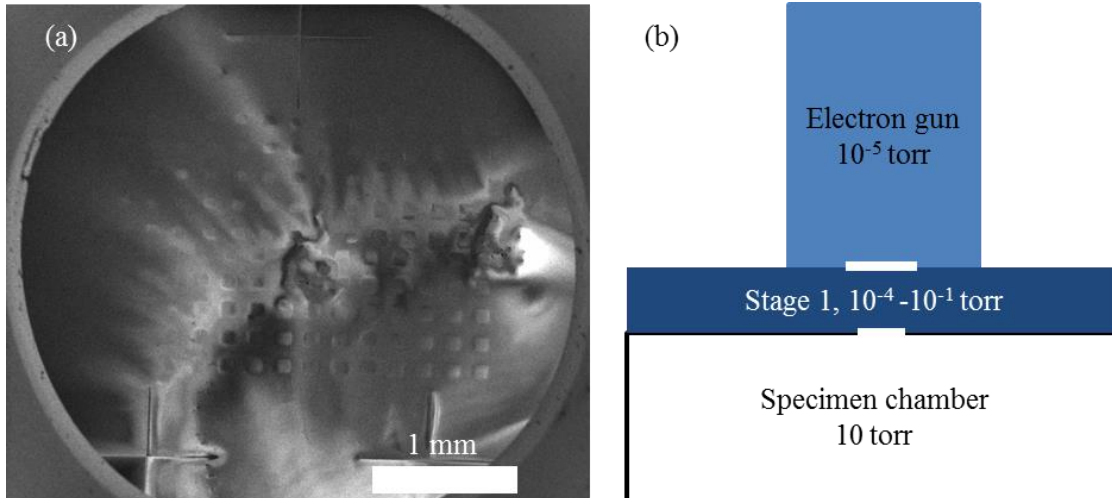 (a)
1 mm
(b)
Electron gun
10⁻⁵ torr
Stage 1, 10⁻⁴ -10⁻¹ torr
Specimen chamber
10 torr